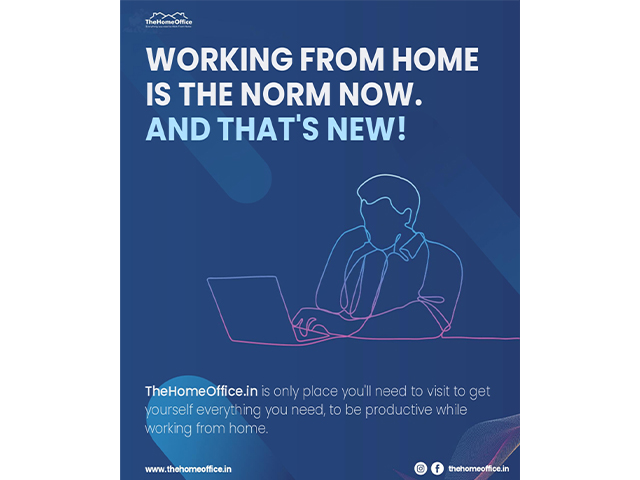 TheHomeOffice
WORKING FROM HOME
IS THE NORM NOW.
AND THAT'S NEW!
TheHomeOffice.in is only place you'll need to visit to get
yourself everything you need, to be productive while
working from home.
www.thehomeoffice.in
thehomeoffice.in